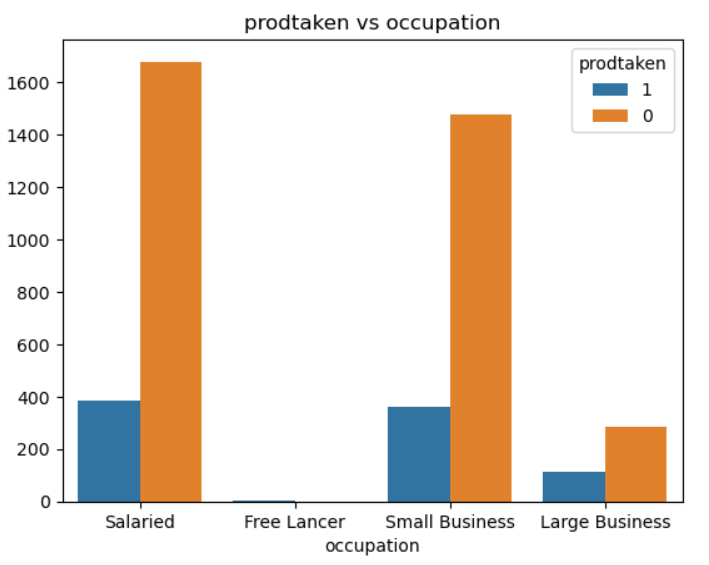 prodtaken vs occupation
prodtaken
1
0
1600
1400
1200
1000
800
600
400
200
0
Salaried Free Lancer Small Business Large Business
occupation